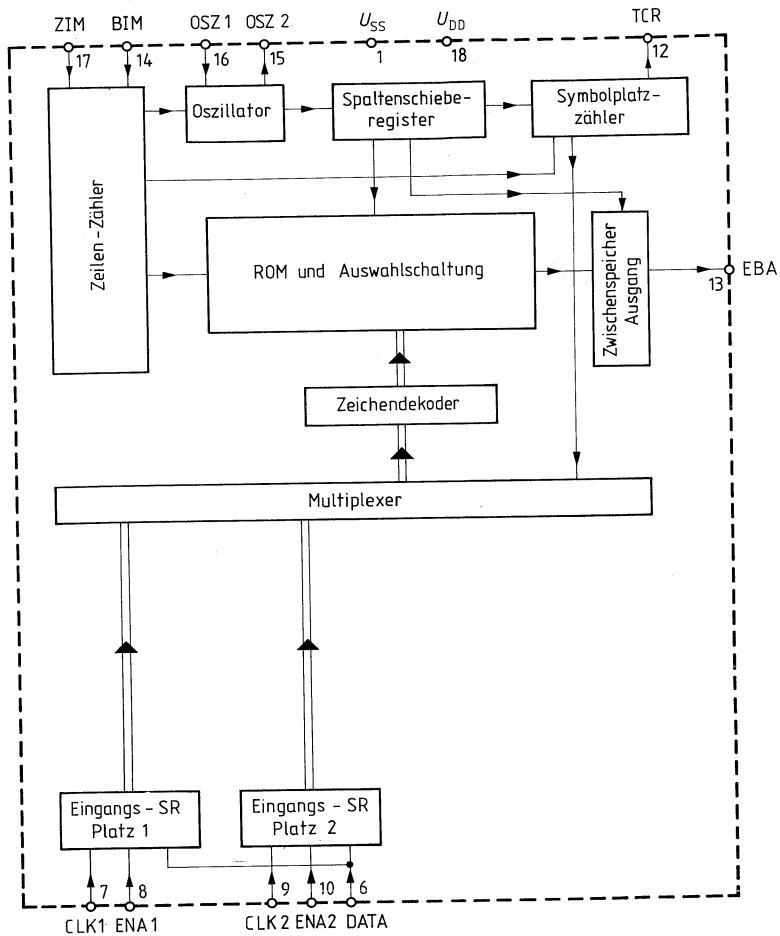 ZIM BIM OSZ 1 OSZ 2 USS UDD TCR
17 14 16 15 1 18 12
Oszillator
Spaltenschiebe-
register
Symbolplatz-
zähler
Zeilen-Zähler
ROM und Auswahlschaltung
Zwischenspeicher
Ausgang
13 EBA
Zeichendekoder
Multiplexer
Eingangs - SR
Platz 1
Eingangs - SR
Platz 2
7 8 9 10 6
CLK1 ENA1 CLK2 ENA2 DATA